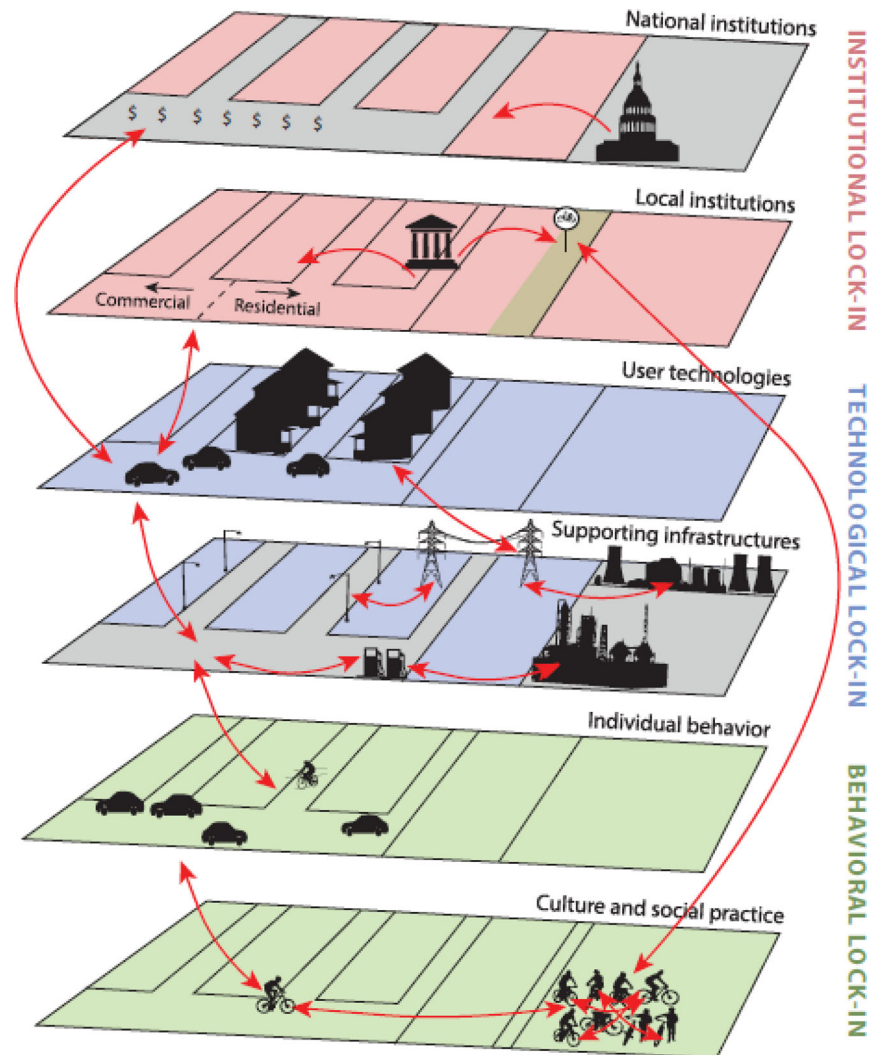 National institutions
$ $ $ $ $ $ $
Local institutions
Commercial
Residential
User technologies
Supporting infrastructures
Individual behavior
Culture and social practice
INSTITUTIONAL LOCK-IN
TECHNOLOGICAL LOCK-IN
BEHAVIORAL LOCK-IN